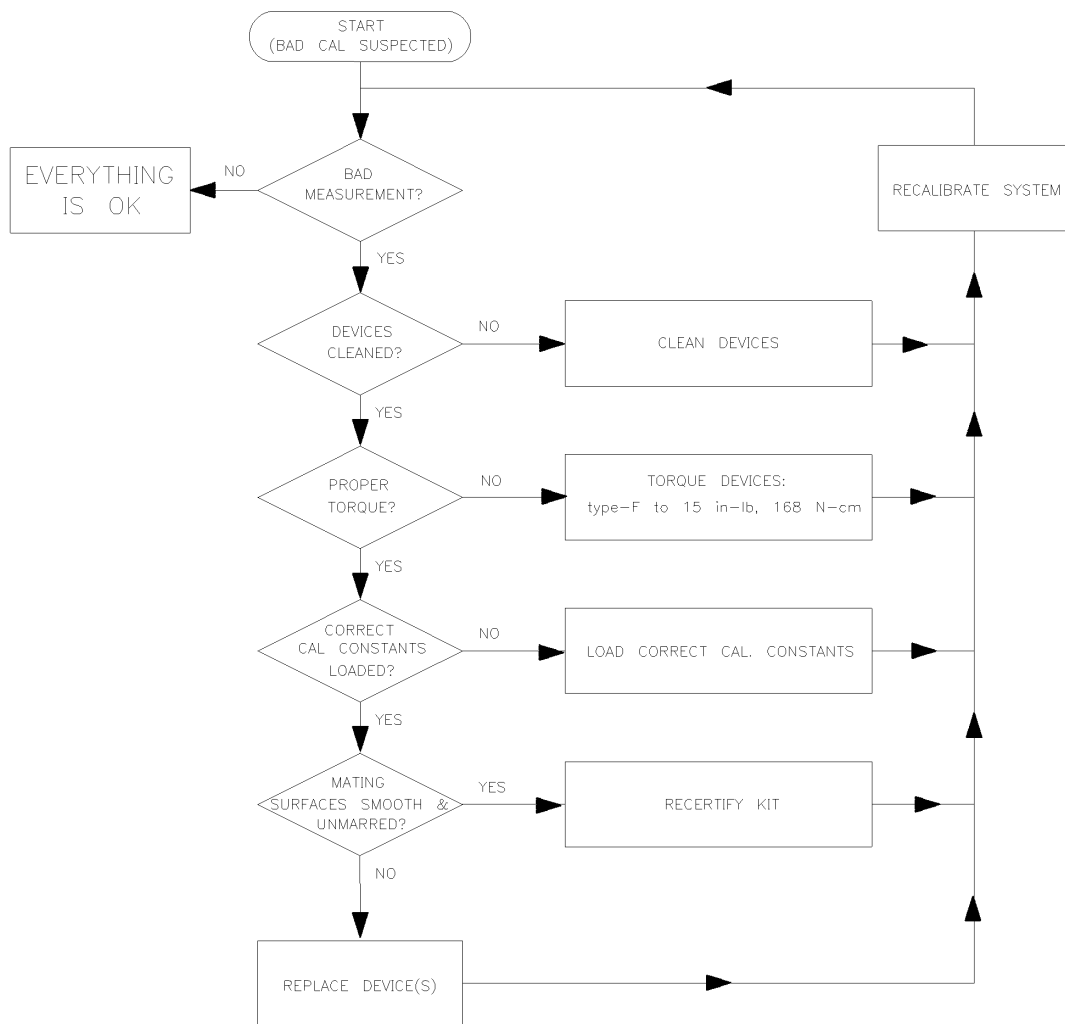 START
(BAD CAL SUSPECTED)
BAD
MEASUREMENT?
NO
EVERYTHING
IS OK
RECALIBRATE SYSTEM
YES
DEVICES
CLEANED?
NO
CLEAN DEVICES
YES
PROPER
TORQUE?
NO
TORQUE DEVICES:
type-F to 15 in-lb, 168 N-cm
YES
CORRECT
CAL CONSTANTS
LOADED?
NO
LOAD CORRECT CAL. CONSTANTS
YES
MATING
SURFACES SMOOTH &
UNMARRED?
YES
RECERTIFY KIT
NO
REPLACE DEVICE(S)